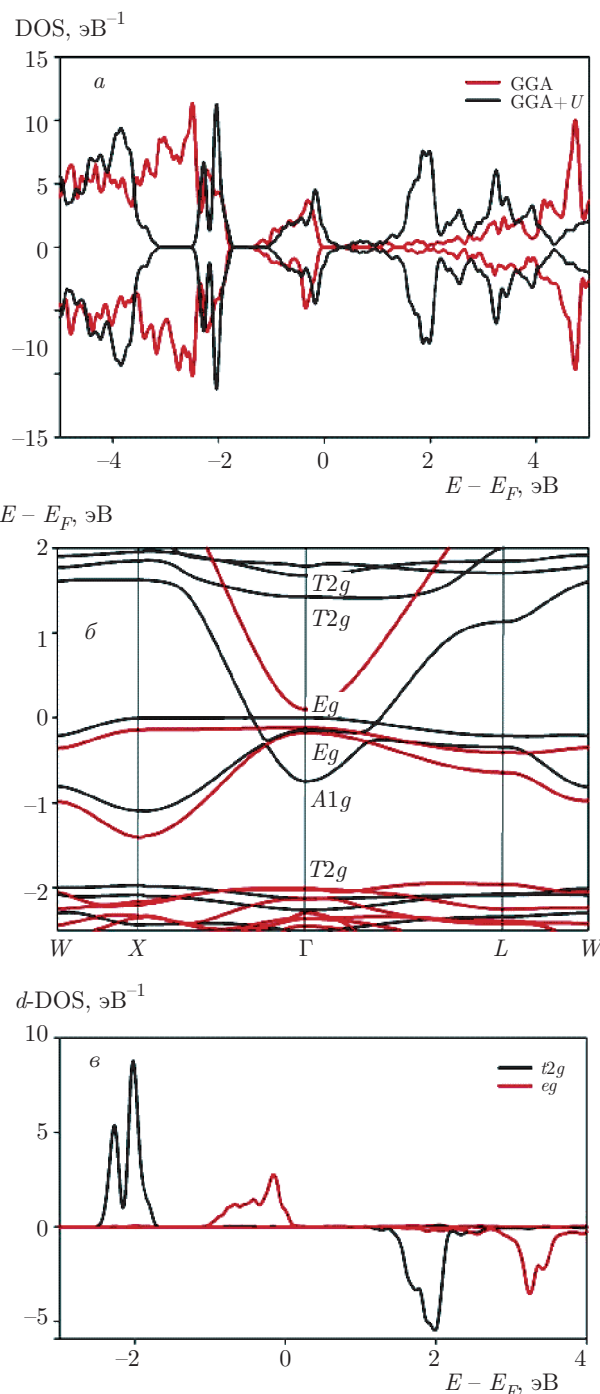 DOS, эВ⁻¹
15
а
GGA
GGA+U
10
5
0
–10
–15
–4
–2
0
2
4
E – E_F, эВ
E – E_F, эВ
2
T2g
T2g
б
1
Eg
0
Eg
A1g
–1
T2g
–2
W
X
Γ
L
W
d-DOS, эВ⁻¹
10
в
t2g
eg
5
0
–5
–2
0
2
4
E – E_F, эВ